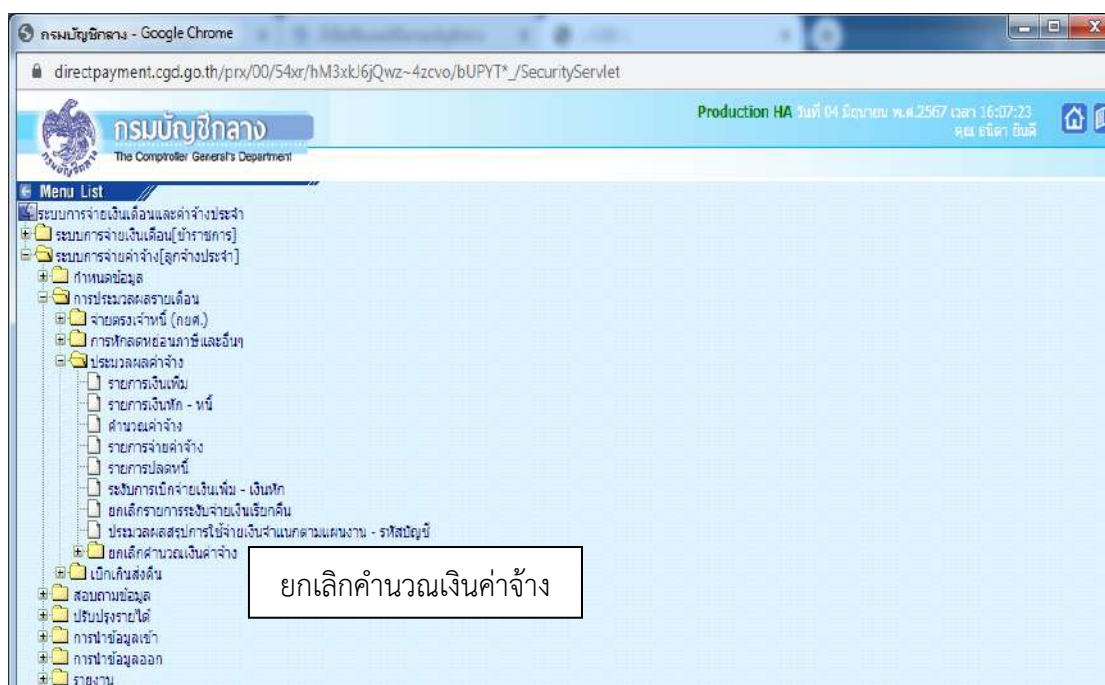 กรมบัญชีกลาง - Google Chrome
directpayment.cgd.go.th/prx/00/54xr/hM3xkJ6jQwz~4zcvo/bUPYT*_/SecurityServlet
Production HA วันที่ 04 มิถุนายน พ.ศ.2567 เวลา 16:07:23
คุณ ธนิดา ยินดี
กรมบัญชีกลาง
The Comptroller General's Department
Menu List
ระบบการจ่ายเงินเดือนและค่าจ้างประจำ
ระบบการจ่ายเงินเดือน[ข้าราชการ]
ระบบการจ่ายค่าจ้าง[ลูกจ้างประจำ]
กำหนดข้อมูล
การประมวลผลรายเดือน
จ่ายตรงเจ้าหนี้ (กยศ.)
การหักลดหย่อนภาษีและอื่นๆ
ประมวลผลค่าจ้าง
รายการเงินเพิ่ม
รายการเงินหัก - หนี้
คำนวณค่าจ้าง
รายการจ่ายค่าจ้าง
รายการปลดหนี้
ระงับการเบิกจ่ายเงินเพิ่ม - เงินหัก
ยกเลิกรายการระงับจ่ายเงินเรียกคืน
ประมวลผลสรุปการใช้จ่ายเงินจำแนกตามแผนงาน - รหัสบัญชี
ยกเลิกคำนวณเงินค่าจ้าง
ยกเลิกคำนวณเงินค่าจ้าง
เบิกเกินส่งคืน
สอบถามข้อมูล
ปรับปรุงรายได้
การนำข้อมูลเข้า
การนำข้อมูลออก
รายงาน